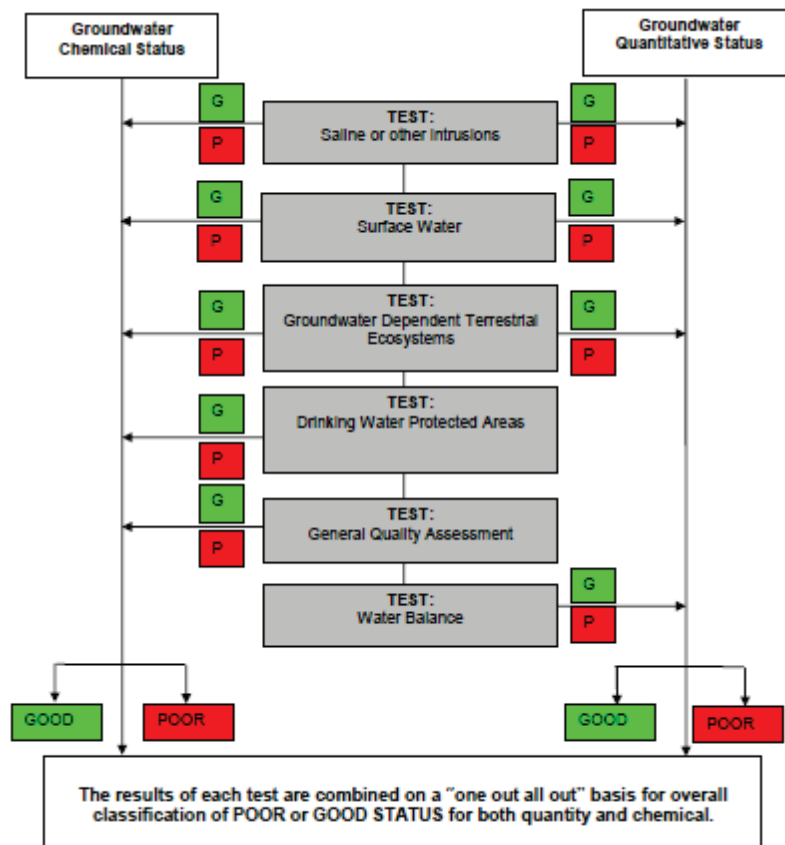 Groundwater
Chemical Status
Groundwater
Quantitative Status
G
P
TEST:
Saline or other Intrusions
G
P
G
P
TEST:
Surface Water
G
P
G
P
TEST:
Groundwater Dependent Terrestrial
Ecosystems
G
P
G
P
TEST:
Drinking Water Protected Areas
G
P
TEST:
General Quality Assessment
TEST:
Water Balance
G
P
GOOD
POOR
GOOD
POOR
The results of each test are combined on a "one out all out" basis for overall
classification of POOR or GOOD STATUS for both quantity and chemical.